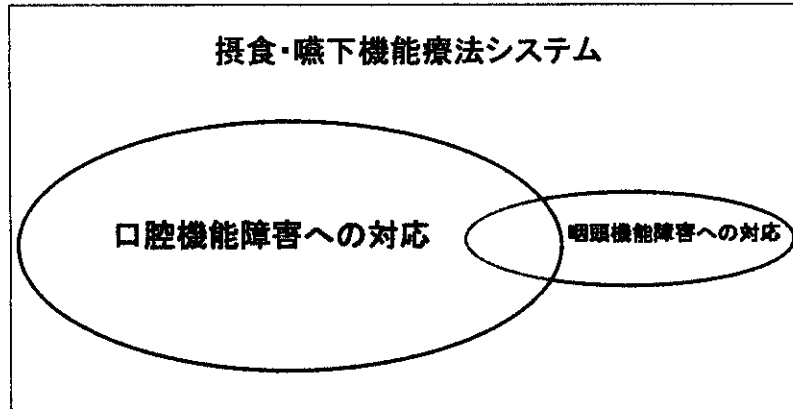 摂食・嚥下機能療法システム
口腔機能障害への対応
咽頭機能障害への対応